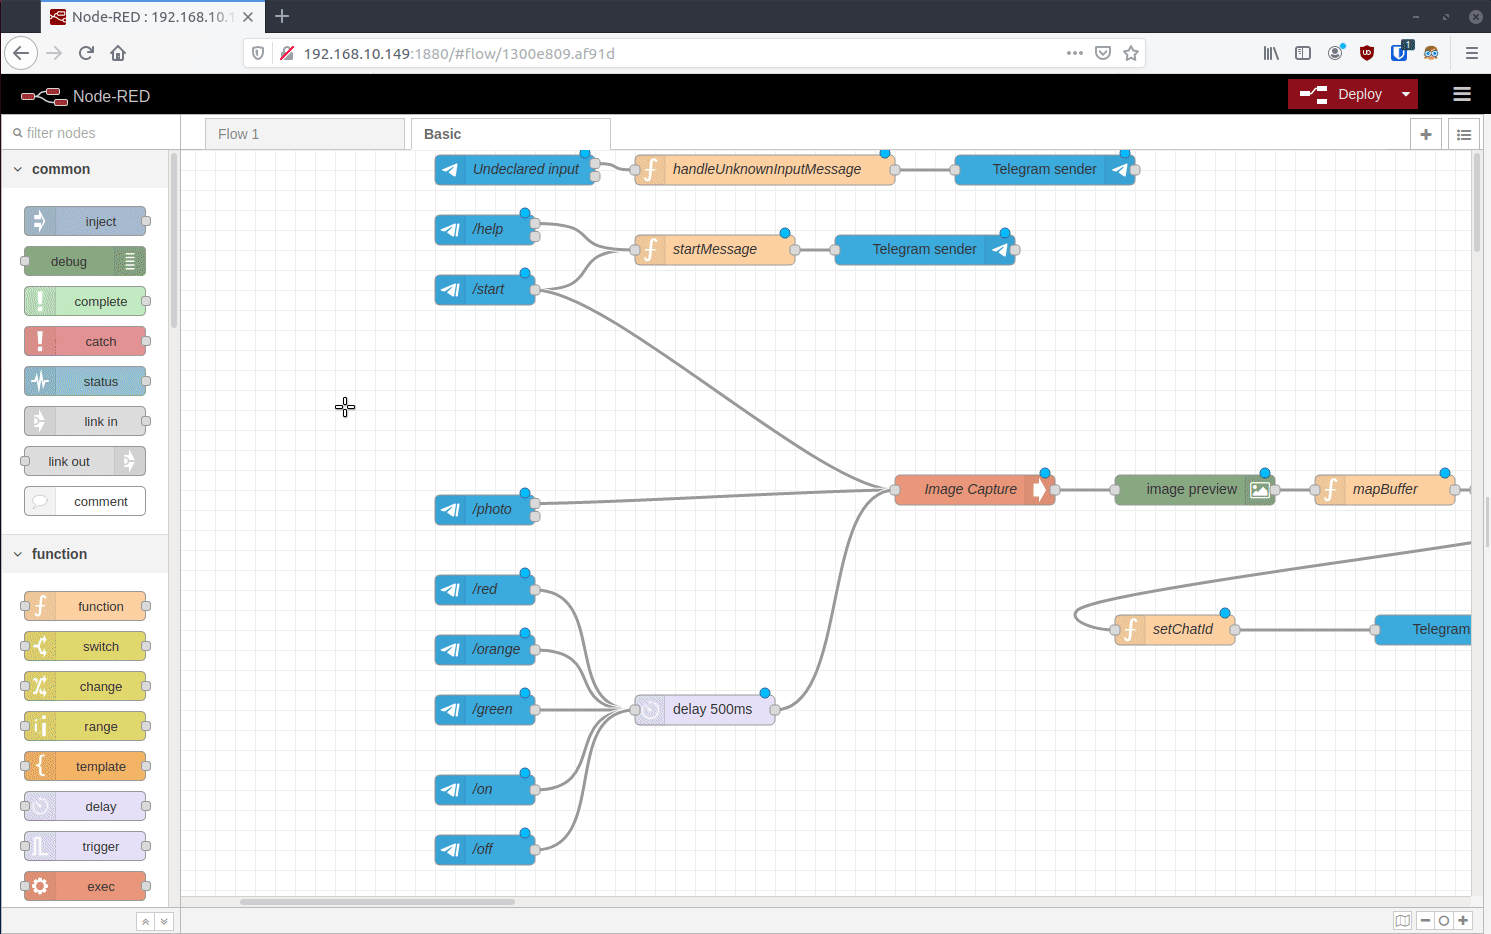 Node-RED : 192.168.10.1
192.168.10.149:1880/#flow/1300e809.af91d
1
Node-RED
Deploy
filter nodes
Flow 1
Basic
common
inject
debug
complete
catch
status
link in
link out
comment
function
function
switch
change
range
template
delay
trigger
exec
Undeclared input
handleUnknownInputMessage
Telegram sender
/help
startMessage
Telegram sender
/start
/photo
Image Capture
image preview
mapBuffer
/red
/orange
setChatId
Telegram
/green
delay 500ms
/on
/off